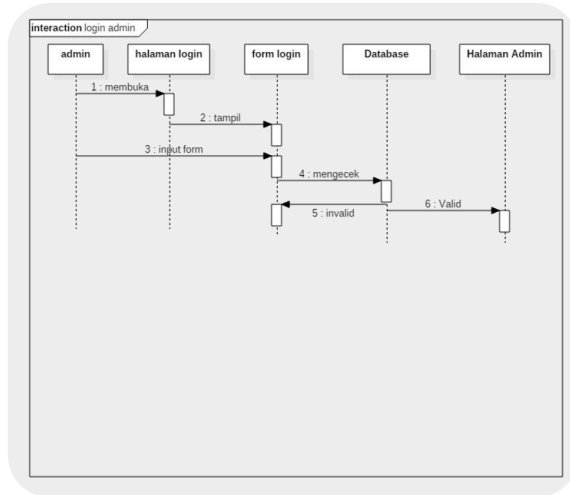 interaction login admin
admin
halaman login
form login
Database
Halaman Admin
1 : membuka
2 : tampil
3 : input form
4 : mengecek
5 : invalid
6 : Valid